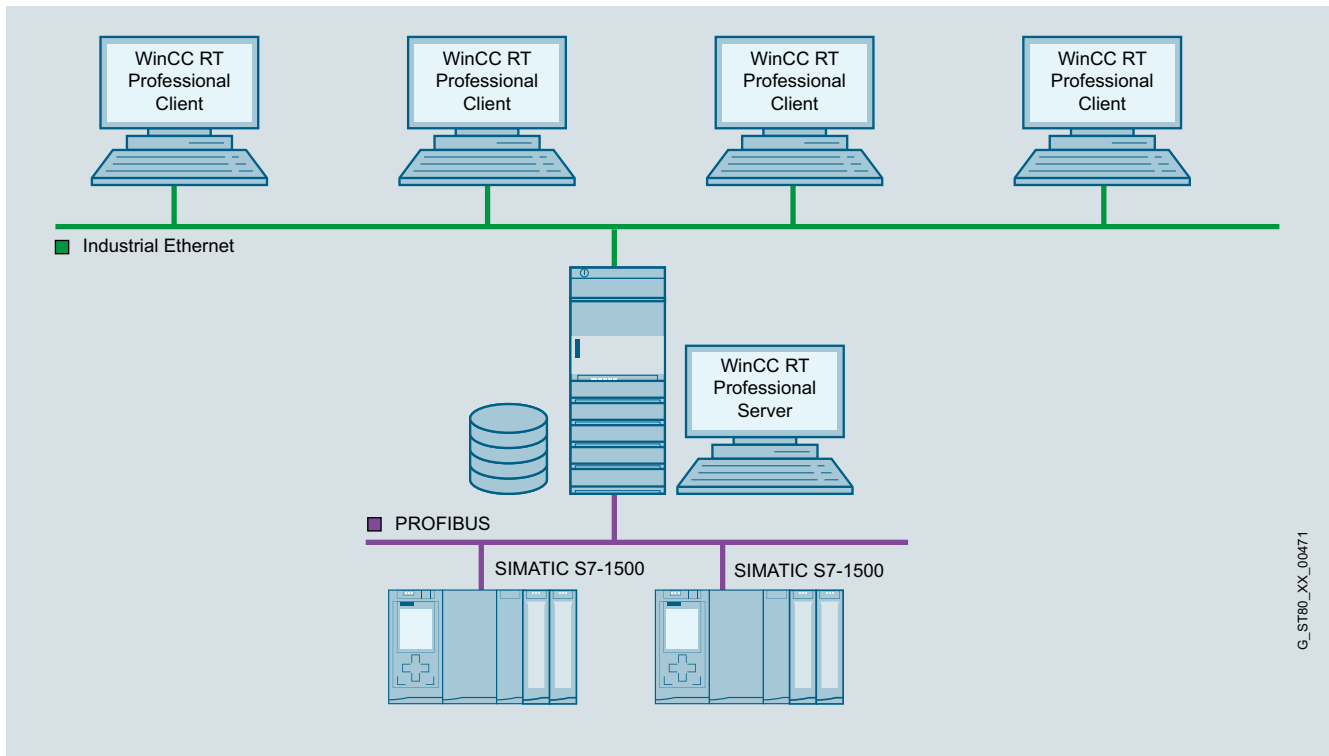 WinCC RT
Professional
Client
WinCC RT
Professional
Client
WinCC RT
Professional
Client
WinCC RT
Professional
Client
Industrial Ethernet
WinCC RT
Professional
Server
PROFIBUS
SIMATIC S7-1500
SIMATIC S7-1500
G_ST80_XX_00471